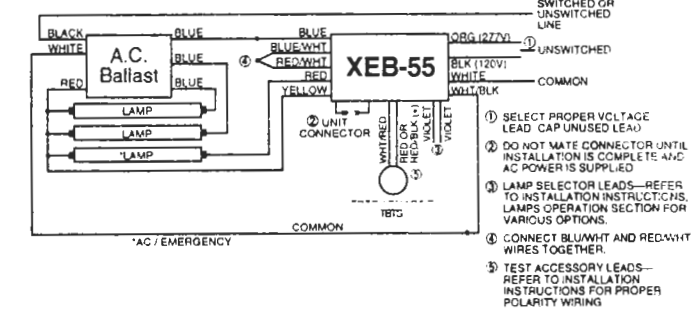 SWITCHED OR
UNSWITCHED
LINE
BLACK
BLUE
BLUE
ORG (277V)
①
UNSWITCHED
WHITE
A.C.
Ballast
BLUE/WHT
④
RED/WHT
XEB-55
BLK (120V)
BLUE
RED
WHITE
COMMON
RED
BLUE
YELLOW
WHT/BLK
LAMP
LAMP
*LAMP
② UNIT
CONNECTOR
WHT/RED
RED OR
RED/BLK (+)
VIOLET
VIOLET
③
⑤
TBTS
COMMON
*AC / EMERGENCY
① SELECT PROPER VOLTAGE
LEAD CAP UNUSED LEAD
② DO NOT MATE CONNECTOR UNTIL
INSTALLATION IS COMPLETE AND
AC POWER IS SUPPLIED
③ LAMP SELECTOR LEADS—REFER
TO INSTALLATION INSTRUCTIONS,
LAMPS OPERATION SECTION FOR
VARIOUS OPTIONS.
④ CONNECT BLU/WHT AND RED/WHT
WIRES TOGETHER.
⑤ TEST ACCESSORY LEADS—
REFER TO INSTALLATION
INSTRUCTIONS FOR PROPER
POLARITY WIRING